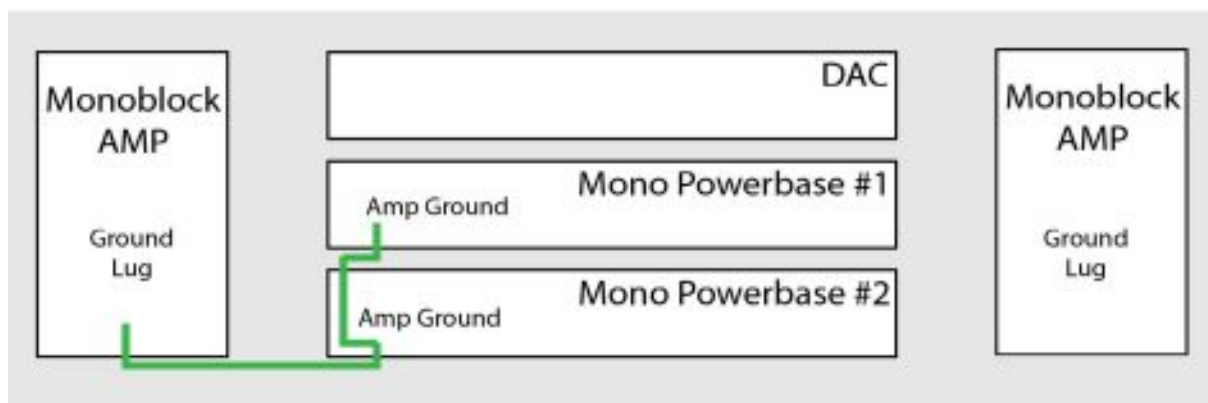 Monoblock
AMP
Ground
Lug
DAC
Mono Powerbase #1
Amp Ground
Mono Powerbase #2
Amp Ground
Monoblock
AMP
Ground
Lug